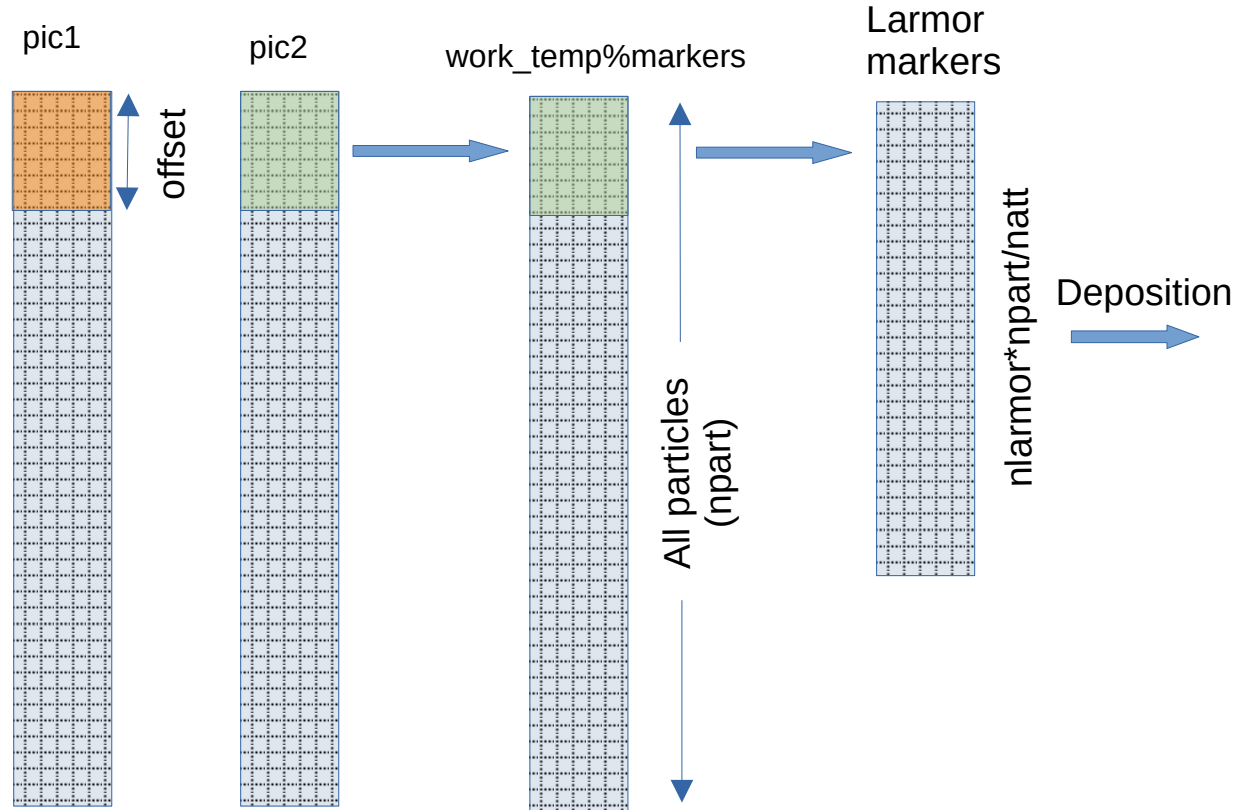 pic1
pic2
work_temp%markers
Larmor
markers
offset
All particles
(npart)
nlarmor*npart/natt
Deposition